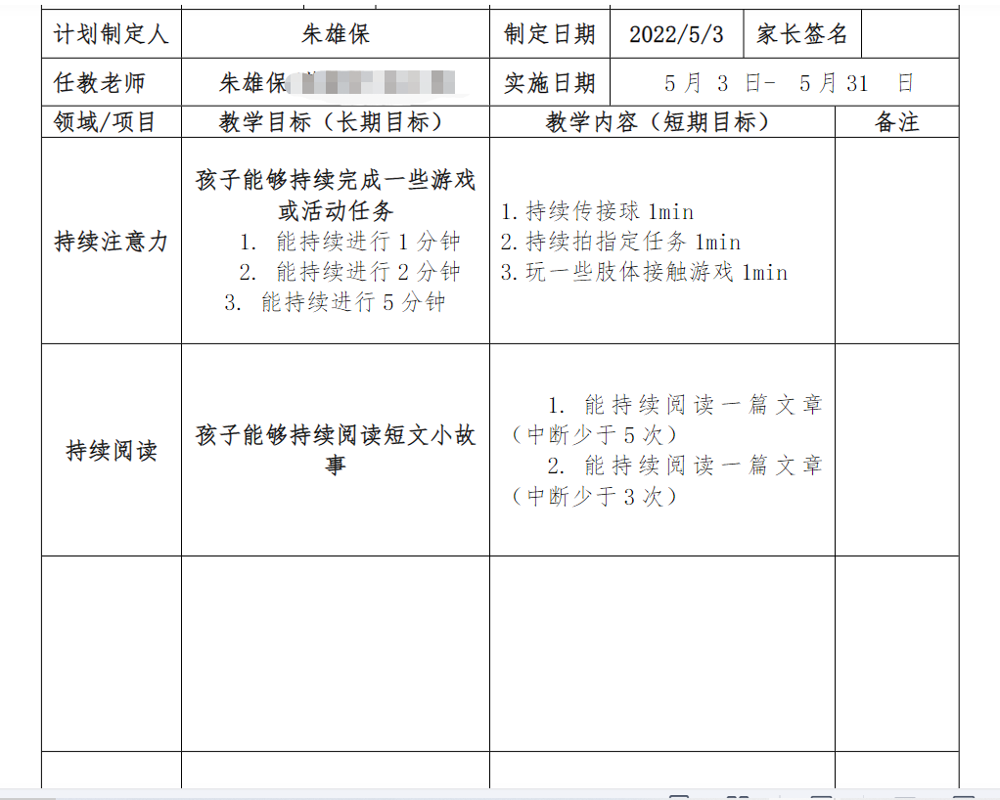 计划制定人 朱雄保 制定日期 2022/5/3 家长签名
任教老师 朱雄保 实施日期 5 月 3 日- 5 月 31 日
领域/项目 教学目标（长期目标） 教学内容（短期目标） 备注
持续注意力
孩子能够持续完成一些游戏
或活动任务
1. 能持续进行 1 分钟
2. 能持续进行 2 分钟
3. 能持续进行 5 分钟
1.持续传接球 1min
2.持续拍指定任务 1min
3.玩一些肢体接触游戏 1min
持续阅读
孩子能够持续阅读短文小故
事
1. 能持续阅读一篇文章
（中断少于 5 次）
2. 能持续阅读一篇文章
（中断少于 3 次）